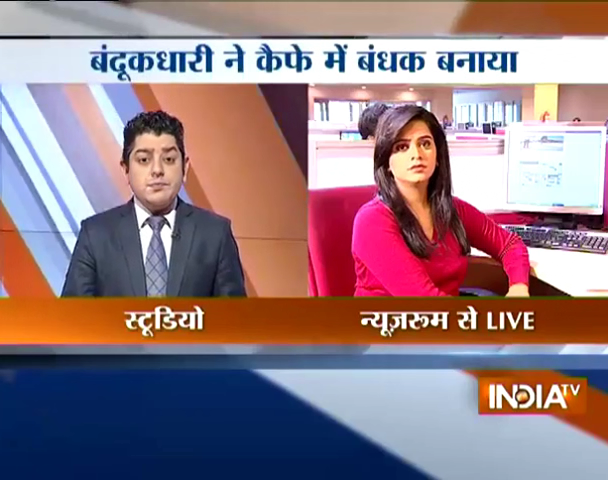 बंदूकधारी ने कैफे में बंधक बनाया
स्टूडियो
न्यूज़रूम से LIVE
INDIA TV